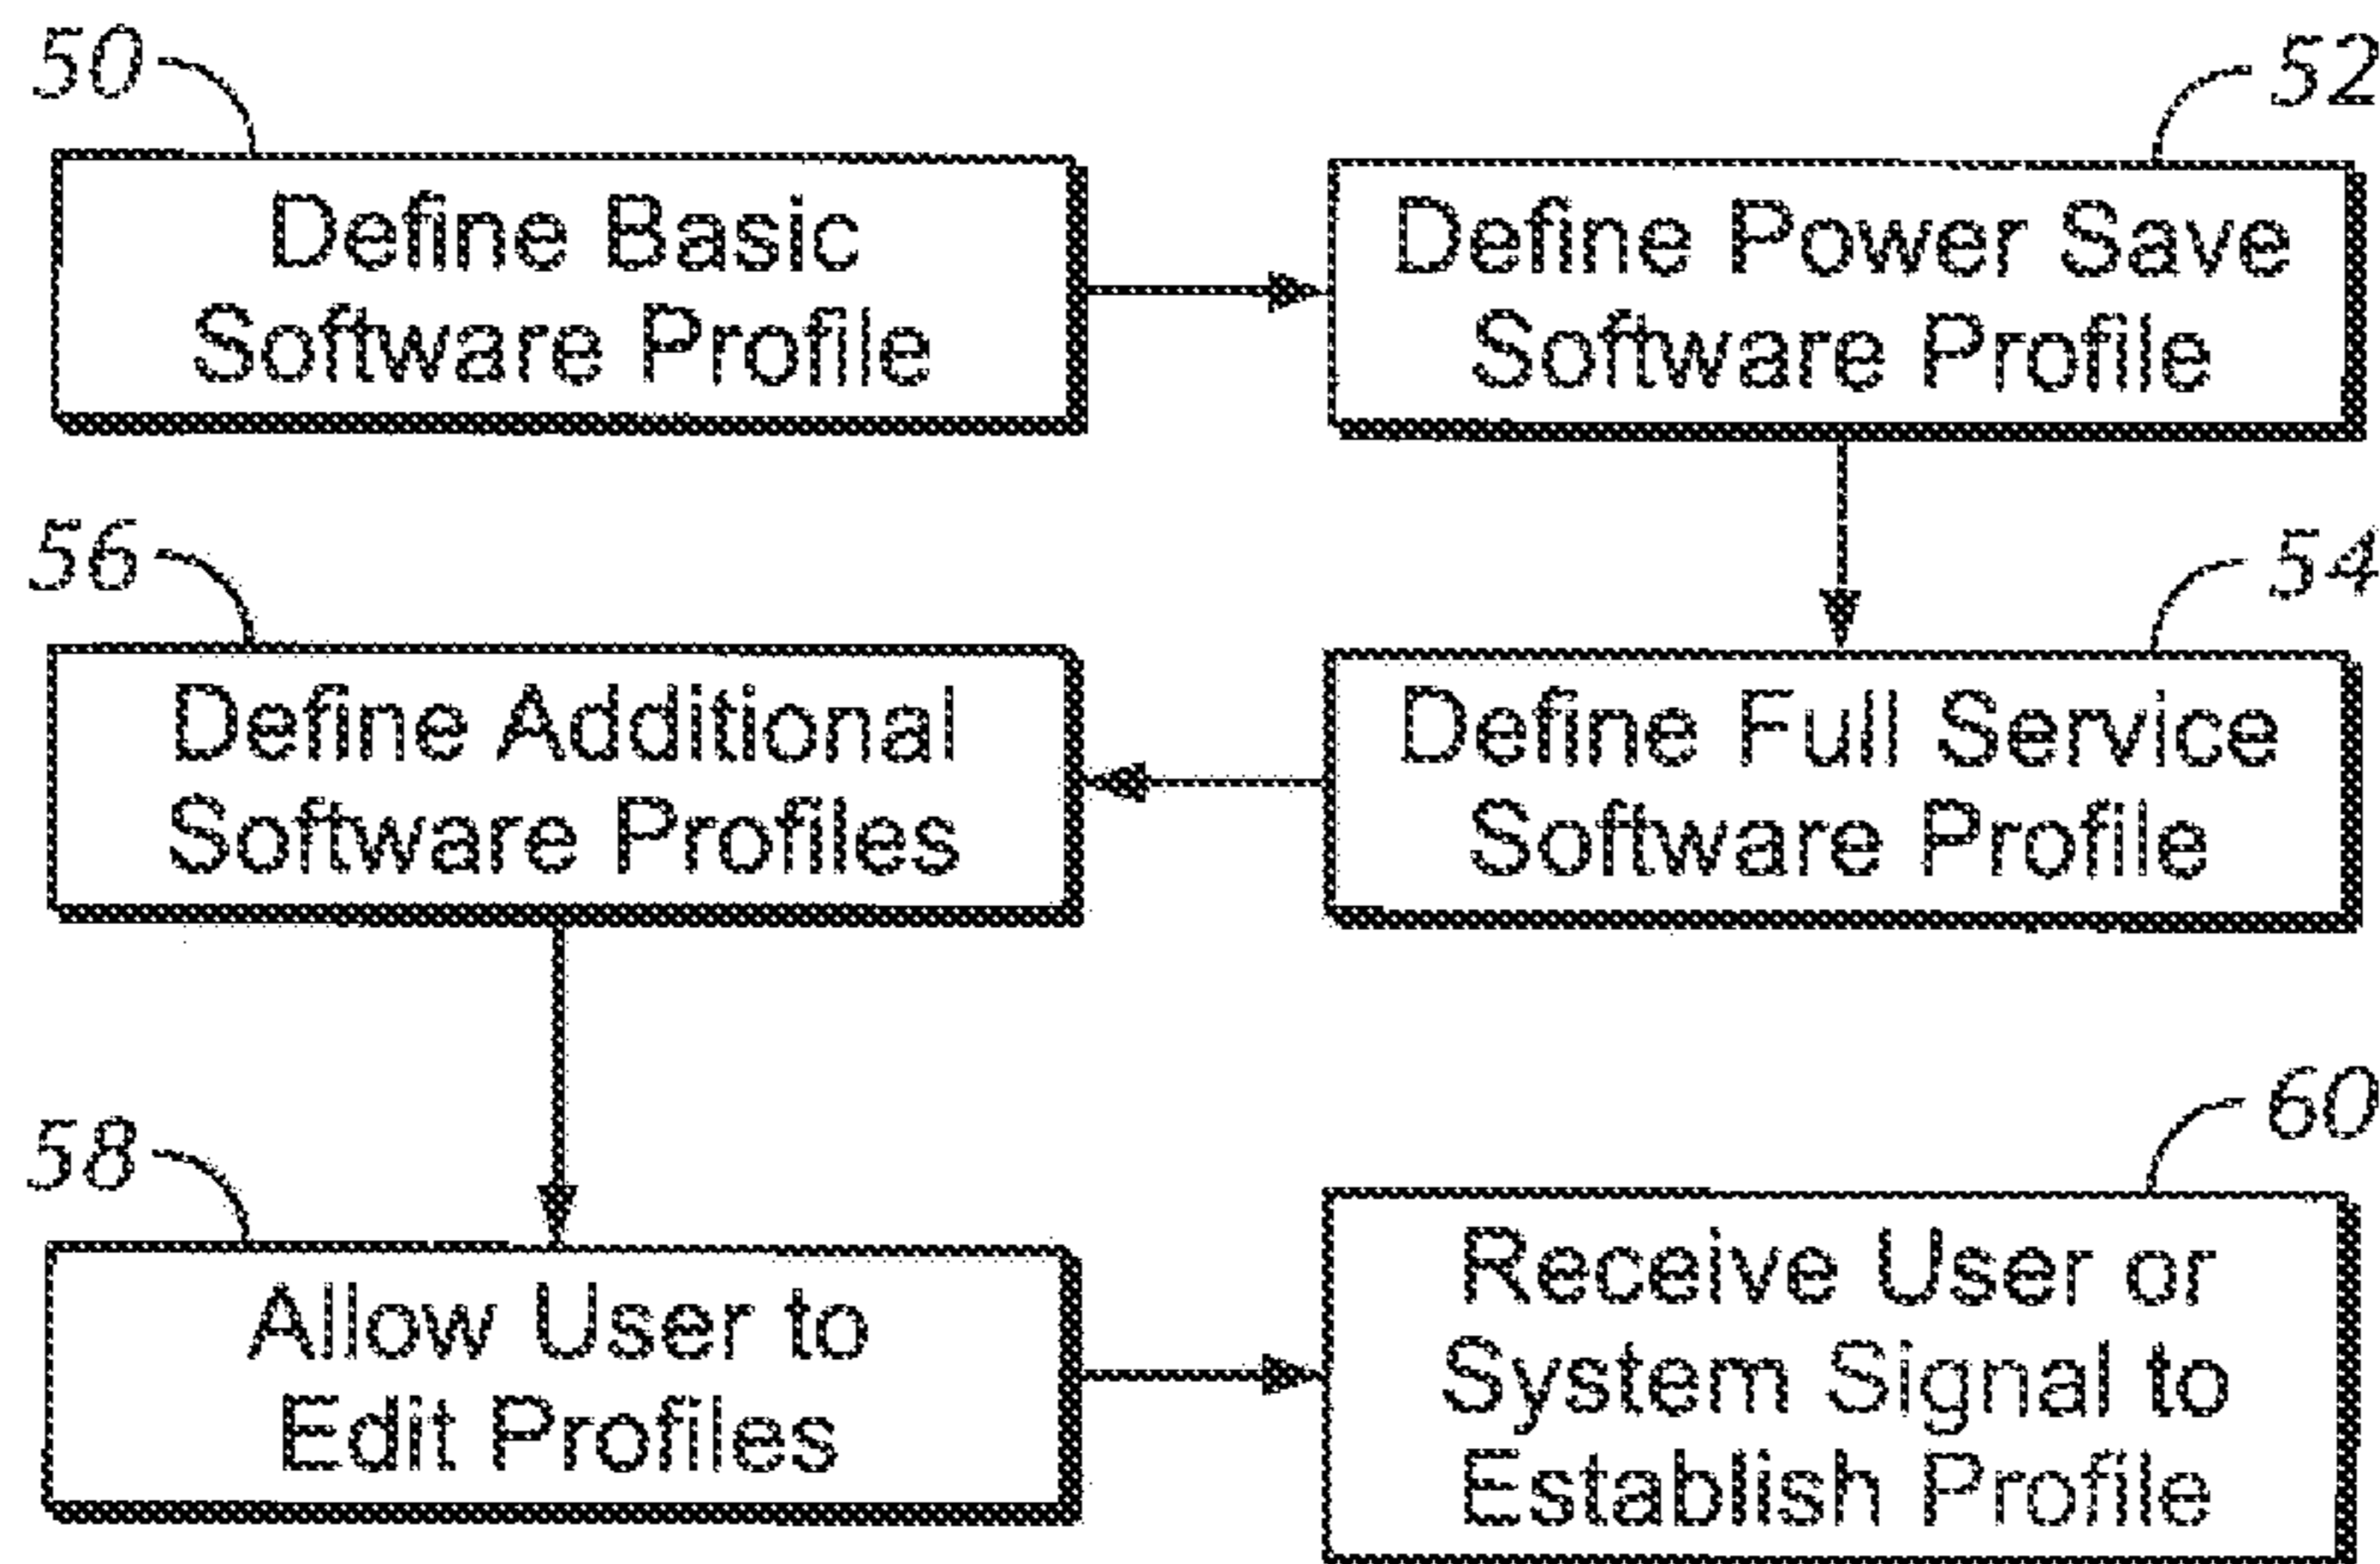 50
Define Basic
Software Profile
52
Define Power Save
Software Profile
54
Define Full Service
Software Profile
56
Define Additional
Software Profiles
58
Allow User to
Edit Profiles
60
Receive User or
System Signal to
Establish Profile